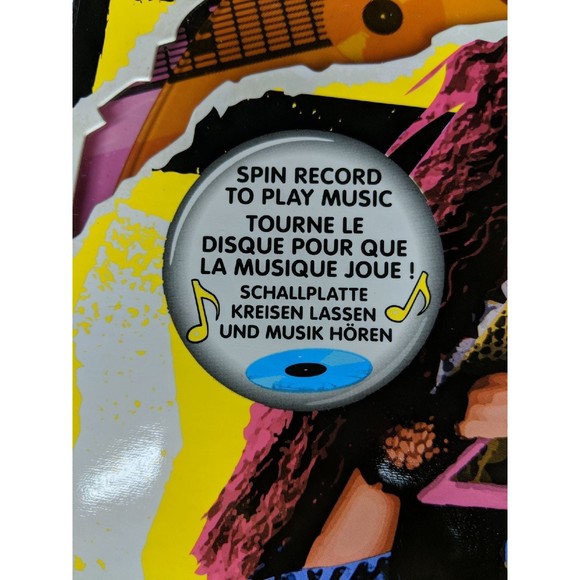 SPIN RECORD
TO PLAY MUSIC
TOURNE LE
DISQUE POUR QUE
LA MUSIQUE JOUE !
SCHALLPLATTE
KREISEN LASSEN
UND MUSIK HÖREN